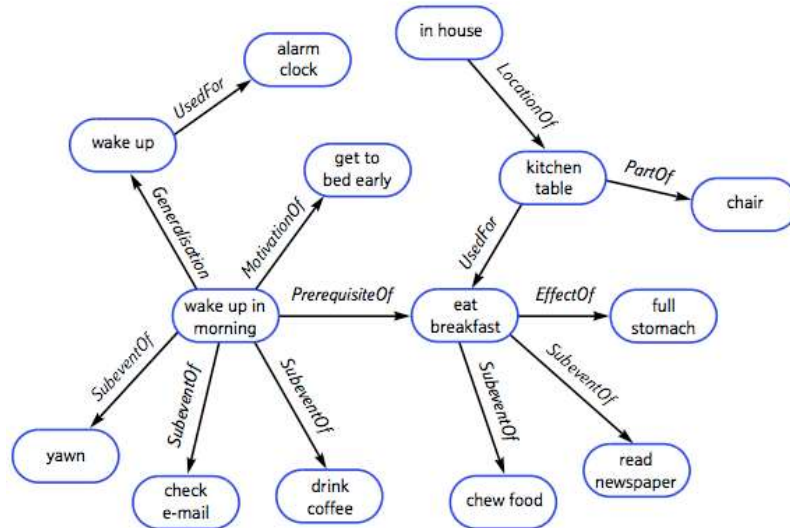 in house
alarm
clock
UsedFor
LocationOf
wake up
get to
bed early
kitchen
table
PartOf
chair
Generalisation
MotivationOf
UsedFor
wake up in
morning
PrerequisiteOf
eat
breakfast
EffectOf
full
stomach
SubeventOf
SubeventOf
SubeventOf
SubeventOf
SubeventOf
yawn
check
e-mail
drink
coffee
chew food
read
newspaper